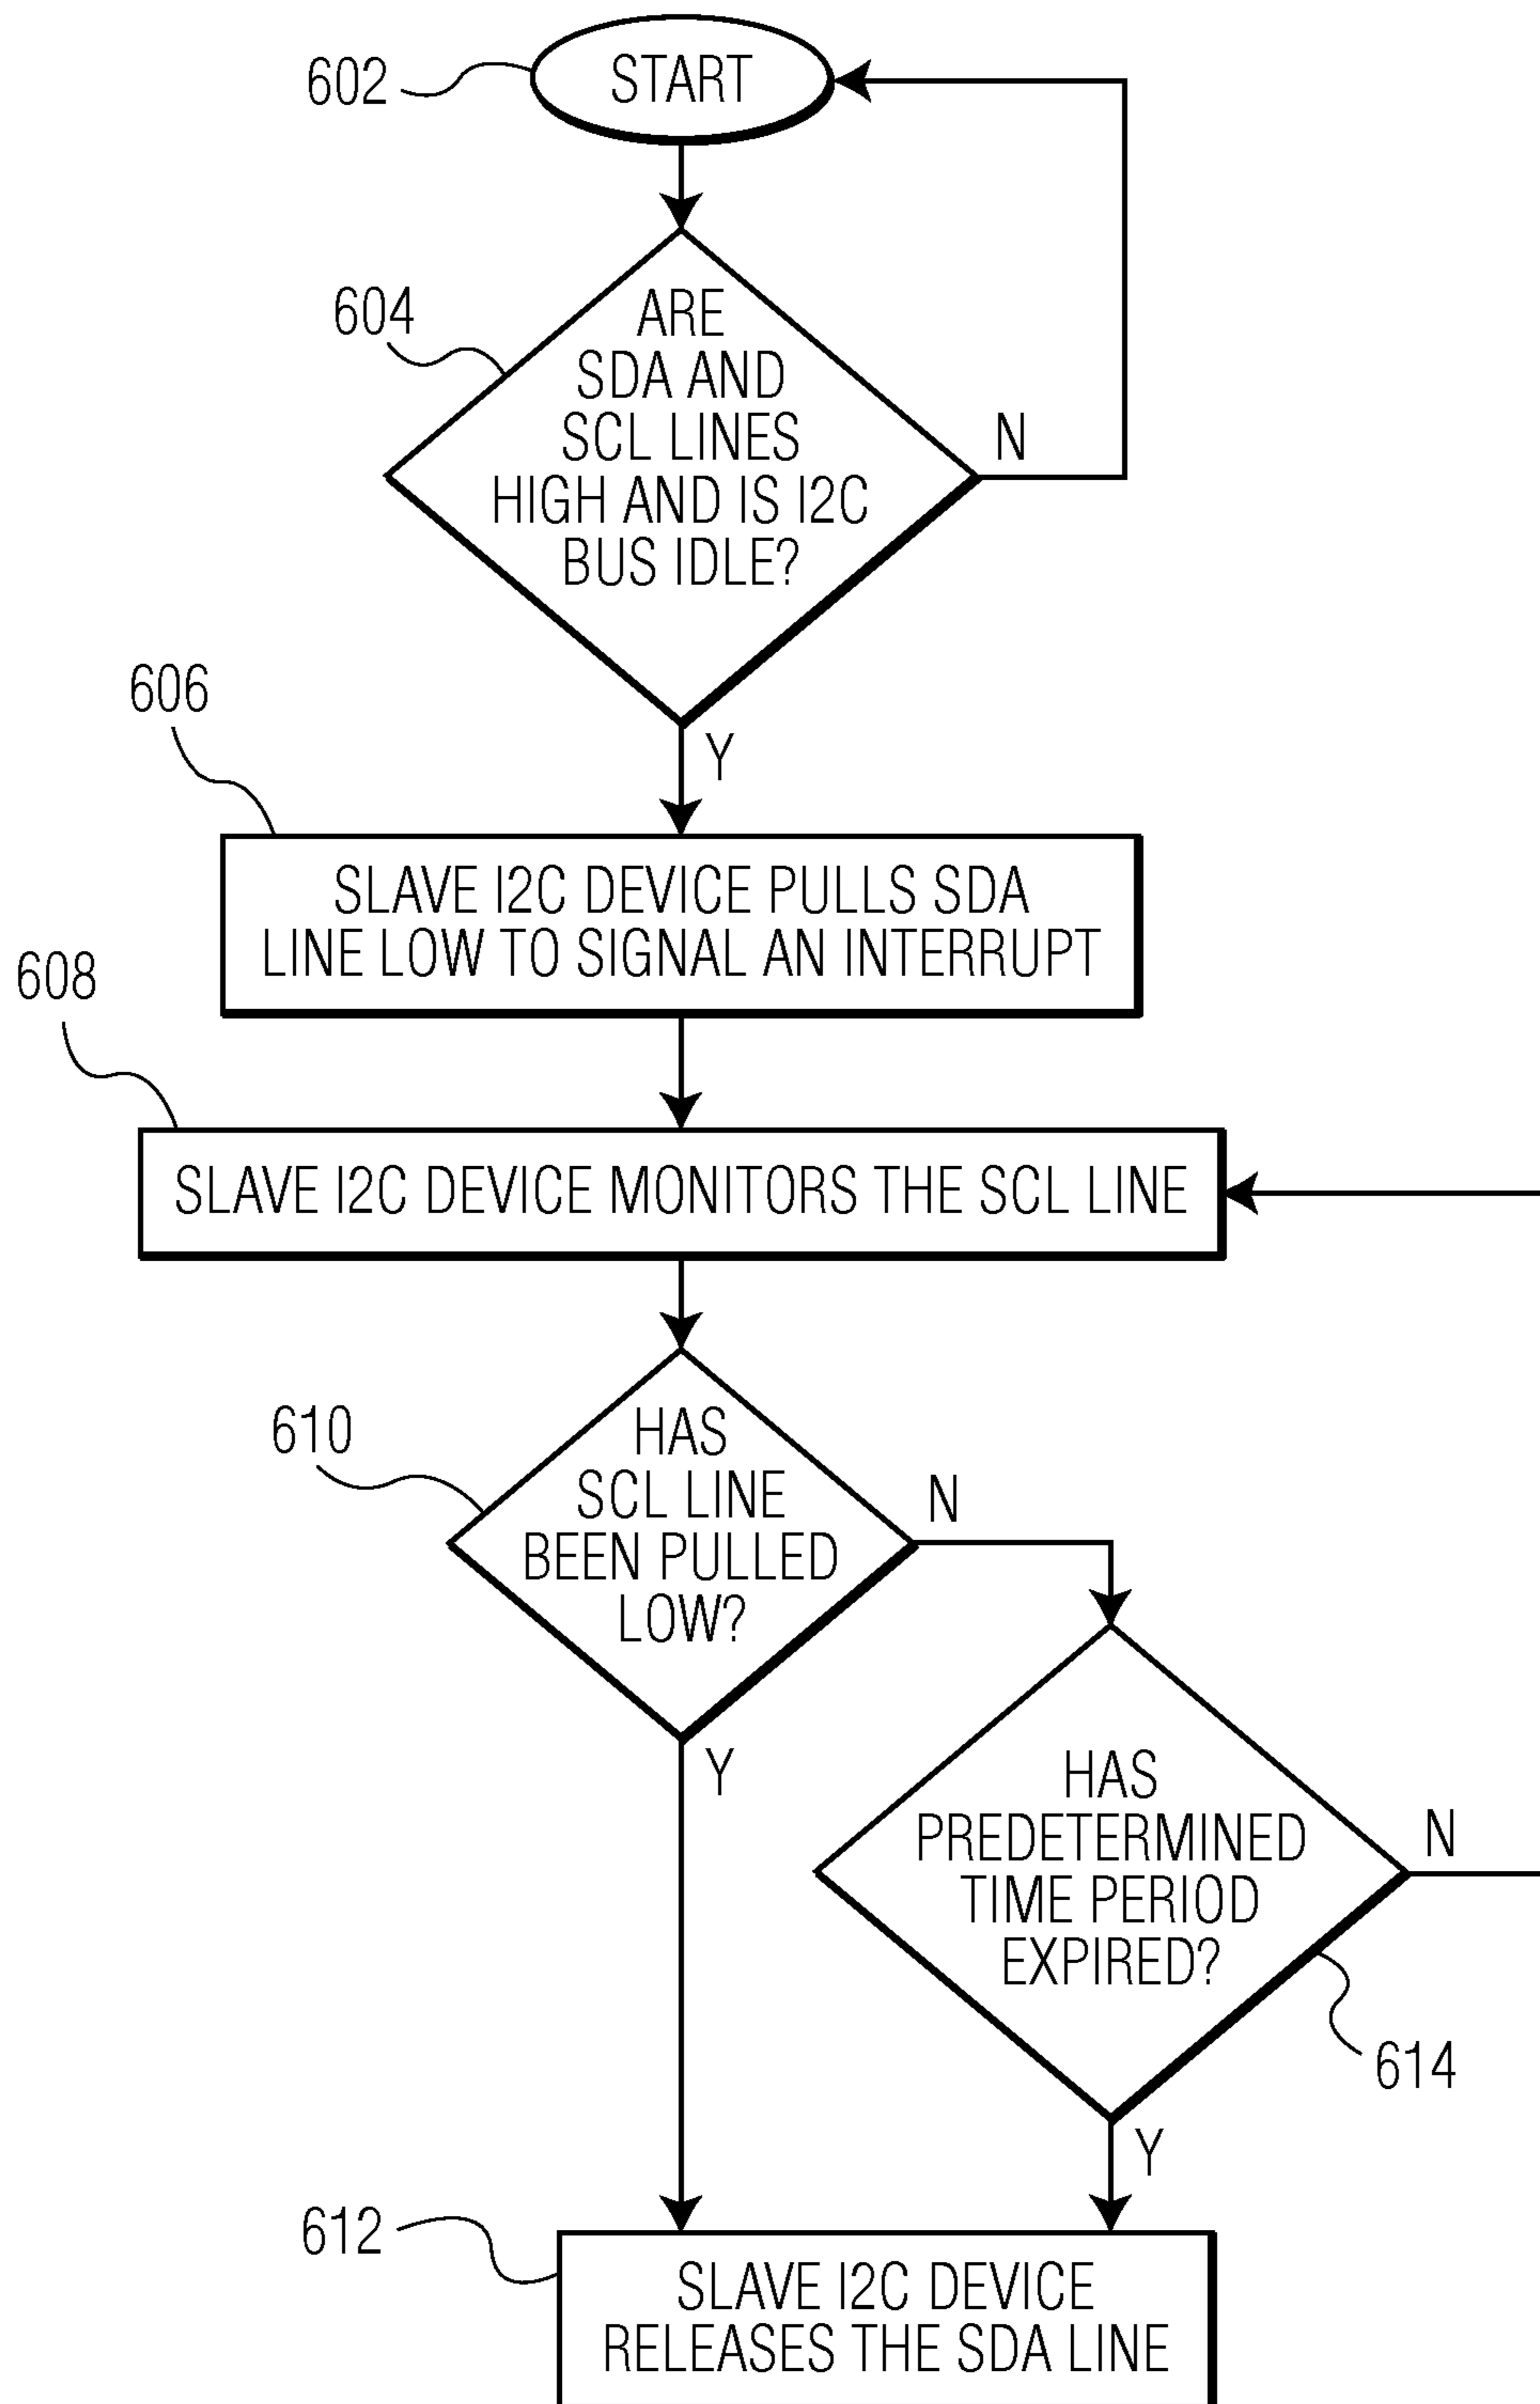 602
START
604
ARE
SDA AND
SCL LINES
HIGH AND IS I2C
BUS IDLE?
N
Y
606
SLAVE I2C DEVICE PULLS SDA
LINE LOW TO SIGNAL AN INTERRUPT
608
SLAVE I2C DEVICE MONITORS THE SCL LINE
610
HAS
SCL LINE
BEEN PULLED
LOW?
N
Y
HAS
PREDETERMINED
TIME PERIOD
EXPIRED?
N
614
Y
612
SLAVE I2C DEVICE
RELEASES THE SDA LINE